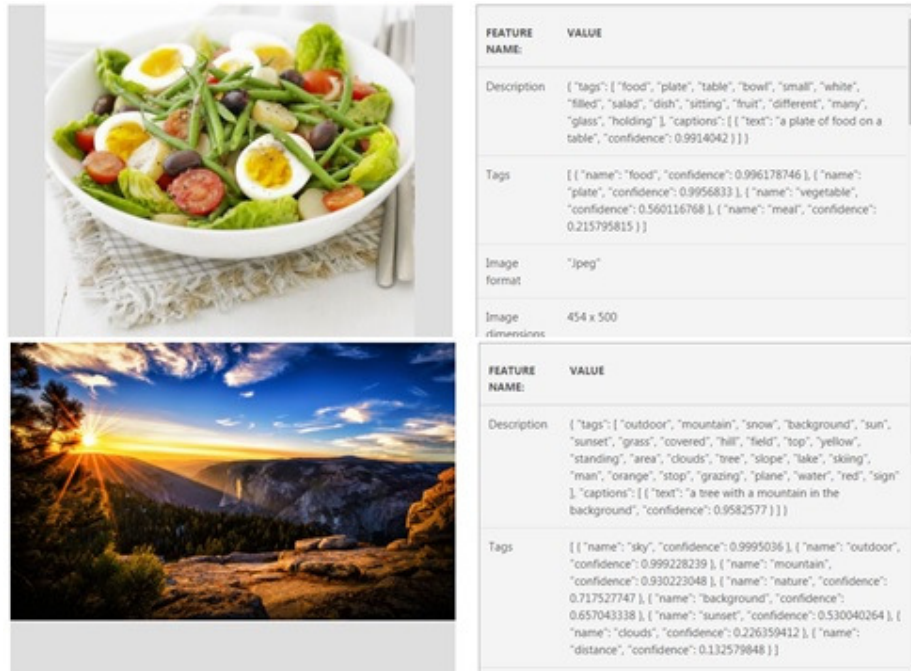 FEATURE NAME: VALUE
Description { "tags": [ "food", "plate", "table", "bowl", "small", "white",
"filled", "salad", "dish", "sitting", "fruit", "different", "many",
"glass", "holding" ], "captions": [ { "text": "a plate of food on a
table", "confidence": 0.9914042 } ] }
Tags [ { "name": "food", "confidence": 0.996178746 }, { "name":
"plate", "confidence": 0.9956833 }, { "name": "vegetable",
"confidence": 0.560116768 }, { "name": "meal", "confidence":
0.215795815 } ]
Image format "Jpeg"
Image dimensions 454 x 500
FEATURE NAME: VALUE
Description { "tags": [ "outdoor", "mountain", "snow", "background", "sun",
"sunset", "grass", "covered", "hill", "field", "top", "yellow",
"standing", "area", "clouds", "tree", "slope", "lake", "skiing",
"man", "orange", "stop", "grazing", "plane", "water", "red", "sign"
], "captions": [ { "text": "a tree with a mountain in the
background", "confidence": 0.9582577 } ] }
Tags [ { "name": "sky", "confidence": 0.9995036 }, { "name": "outdoor",
"confidence": 0.999228239 }, { "name": "mountain",
"confidence": 0.930223048 }, { "name": "nature", "confidence":
0.717527747 }, { "name": "background", "confidence":
0.657043338 }, { "name": "sunset", "confidence": 0.530040264 }, {
"name": "clouds", "confidence": 0.226359412 }, { "name":
"distance", "confidence": 0.132579848 } ]